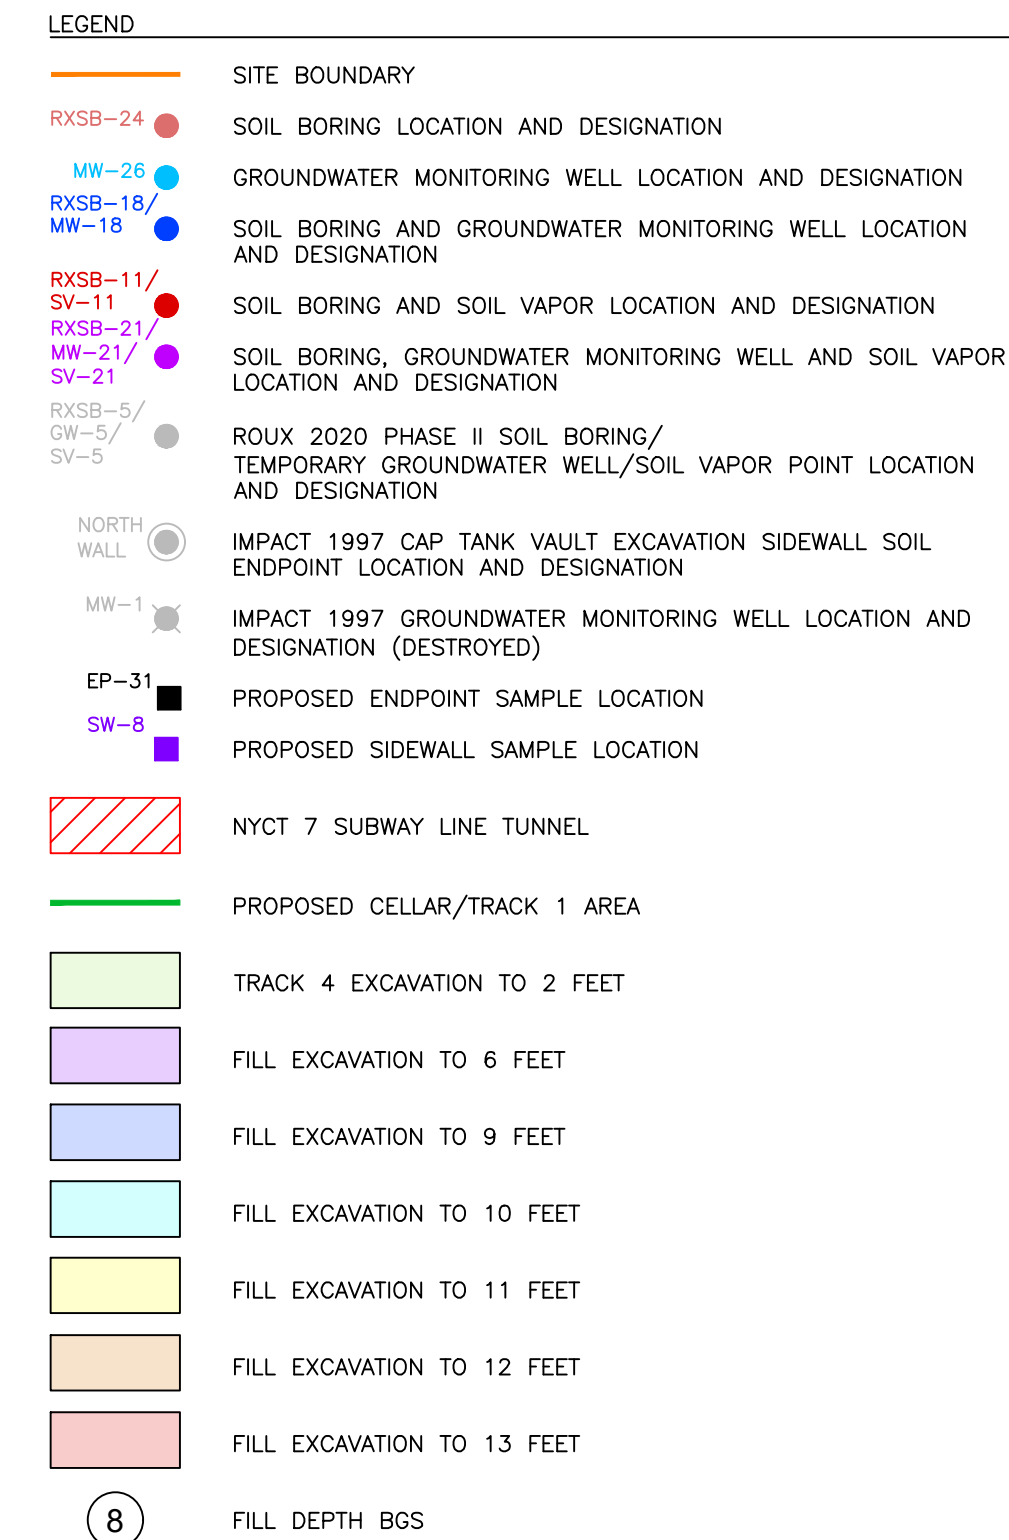 LEGEND
SITE BOUNDARY
RXSB-24
SOIL BORING LOCATION AND DESIGNATION
MW-26
GROUNDWATER MONITORING WELL LOCATION AND DESIGNATION
RXSB-18/
MW-18
SOIL BORING AND GROUNDWATER MONITORING WELL LOCATION
AND DESIGNATION
RXSB-11/
SV-11
SOIL BORING AND SOIL VAPOR LOCATION AND DESIGNATION
RXSB-21/
MW-21/
SV-21
SOIL BORING, GROUNDWATER MONITORING WELL AND SOIL VAPOR
LOCATION AND DESIGNATION
RXSB-5/
GW-5/
SV-5
ROUX 2020 PHASE II SOIL BORING/
TEMPORARY GROUNDWATER WELL/SOIL VAPOR POINT LOCATION
AND DESIGNATION
NORTH
WALL
IMPACT 1997 CAP TANK VAULT EXCAVATION SIDEWALL SOIL
ENDPOINT LOCATION AND DESIGNATION
MW-1
IMPACT 1997 GROUNDWATER MONITORING WELL LOCATION AND
DESIGNATION (DESTROYED)
EP-31
PROPOSED ENDPOINT SAMPLE LOCATION
SW-8
PROPOSED SIDEWALL SAMPLE LOCATION
NYCT 7 SUBWAY LINE TUNNEL
PROPOSED CELLAR/TRACK 1 AREA
TRACK 4 EXCAVATION TO 2 FEET
FILL EXCAVATION TO 6 FEET
FILL EXCAVATION TO 9 FEET
FILL EXCAVATION TO 10 FEET
FILL EXCAVATION TO 11 FEET
FILL EXCAVATION TO 12 FEET
FILL EXCAVATION TO 13 FEET
8
FILL DEPTH BGS